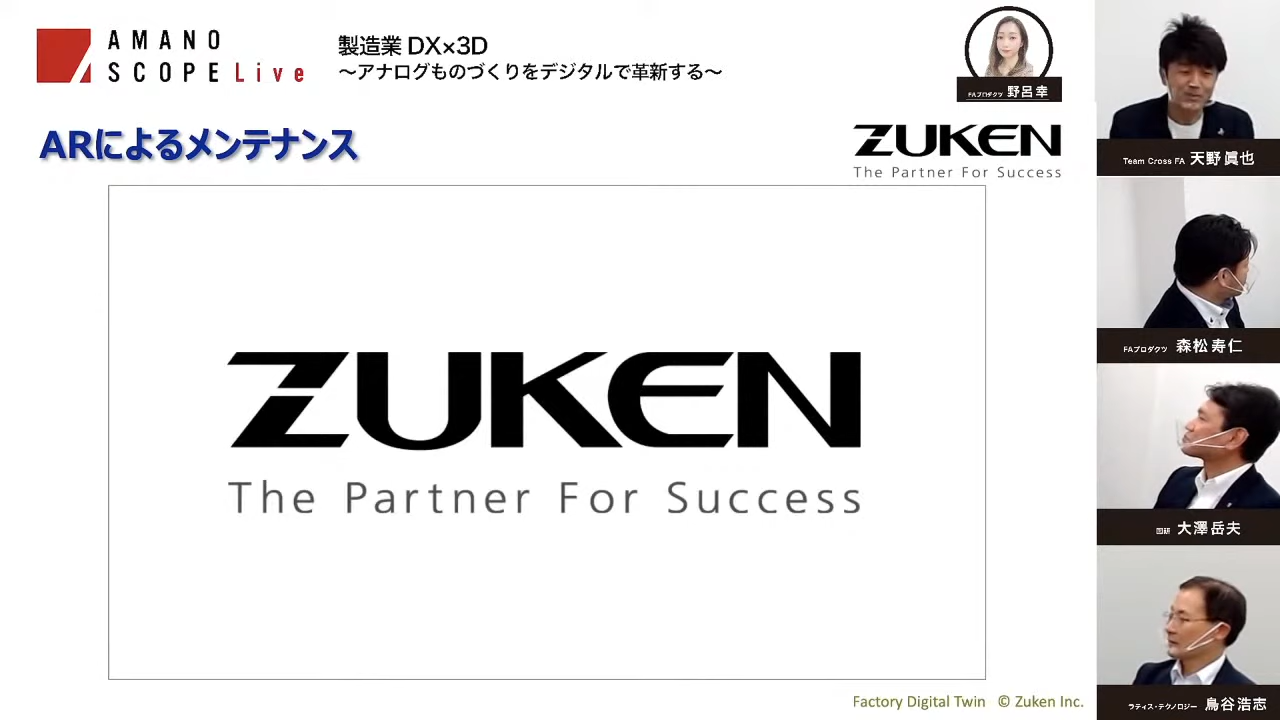 AMANO
SCOPE Live
製造業 DX×3D
〜アナログものづくりをデジタルで革新する〜
FAプロダクツ 野呂幸
ARによるメンテナンス
ZUKEN
The Partner For Success
ZUKEN
The Partner For Success
Factory Digital Twin © Zuken Inc.
Team Cross FA 天野眞也
FAプロダクツ 森松寿仁
図研 大澤岳夫
ラティス・テクノロジー 鳥谷浩志